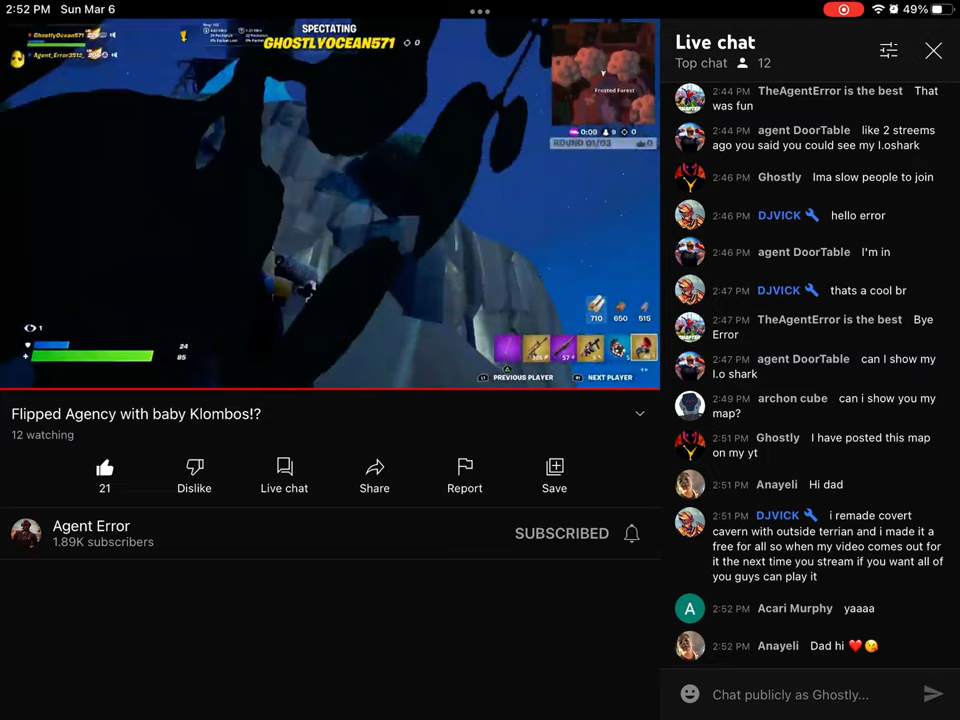 2:52 PM Sun Mar 6
49%
GhostlyOcean571
Agent_Error3512_
SPECTATING
GHOSTLYOCEAN571
0
Frosted Forest
0:09
ROUND 01/03
1
24
85
710 650 515
PREVIOUS PLAYER
NEXT PLAYER
Flipped Agency with baby Klombos!?
12 watching
21
Dislike
Live chat
Share
Report
Save
Agent Error
1.89K subscribers
SUBSCRIBED
Live chat
Top chat 12
2:44 PM TheAgentError is the best That
was fun
2:44 PM agent DoorTable like 2 streems
ago you said you could see my I.oshark
2:46 PM Ghostly Ima slow people to join
2:46 PM DJVICK hello error
2:46 PM agent DoorTable I'm in
2:47 PM DJVICK thats a cool br
2:47 PM TheAgentError is the best Bye
Error
2:47 PM agent DoorTable can I show my
I.o shark
2:49 PM archon cube can i show you my
map?
2:51 PM Ghostly I have posted this map
on my yt
2:51 PM Anayeli Hi dad
2:51 PM DJVICK i remade covert
cavern with outside terrian and i made it a
free for all so when my video comes out for
it the next time you stream if you want all of
you guys can play it
A
2:52 PM Acari Murphy yaaaa
2:52 PM Anayeli Dad hi ❤️😘
Chat publicly as Ghostly...